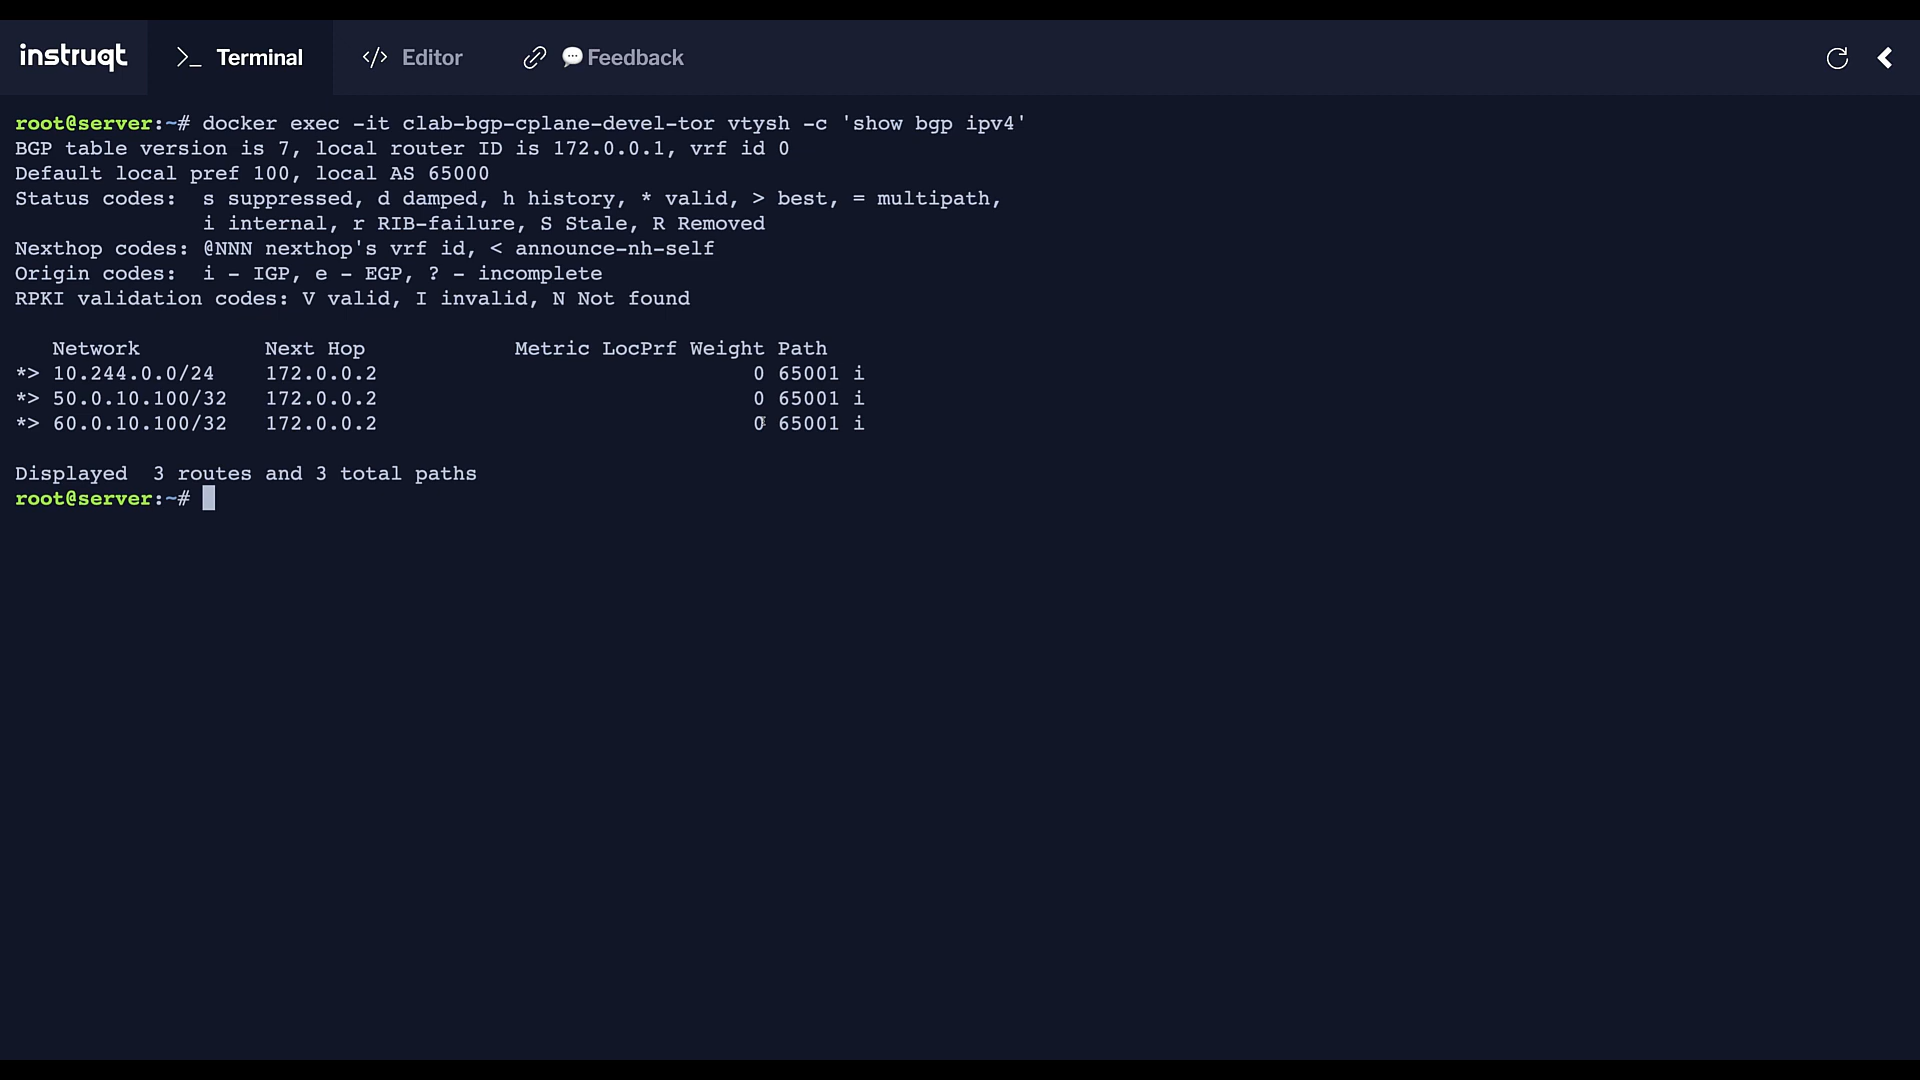 instruqt
>_ Terminal
</> Editor
Feedback
root@server:~# docker exec -it clab-bgp-cplane-devel-tor vtysh -c 'show bgp ipv4'
BGP table version is 7, local router ID is 172.0.0.1, vrf id 0
Default local pref 100, local AS 65000
Status codes:  s suppressed, d damped, h history, * valid, > best, = multipath,
               i internal, r RIB-failure, S Stale, R Removed
Nexthop codes: @NNN nexthop's vrf id, < announce-nh-self
Origin codes:  i - IGP, e - EGP, ? - incomplete
RPKI validation codes: V valid, I invalid, N Not found
   Network          Next Hop            Metric LocPrf Weight Path
*> 10.244.0.0/24    172.0.0.2                              0 65001 i
*> 50.0.10.100/32   172.0.0.2                              0 65001 i
*> 60.0.10.100/32   172.0.0.2                              0 65001 i
Displayed  3 routes and 3 total paths
root@server:~#